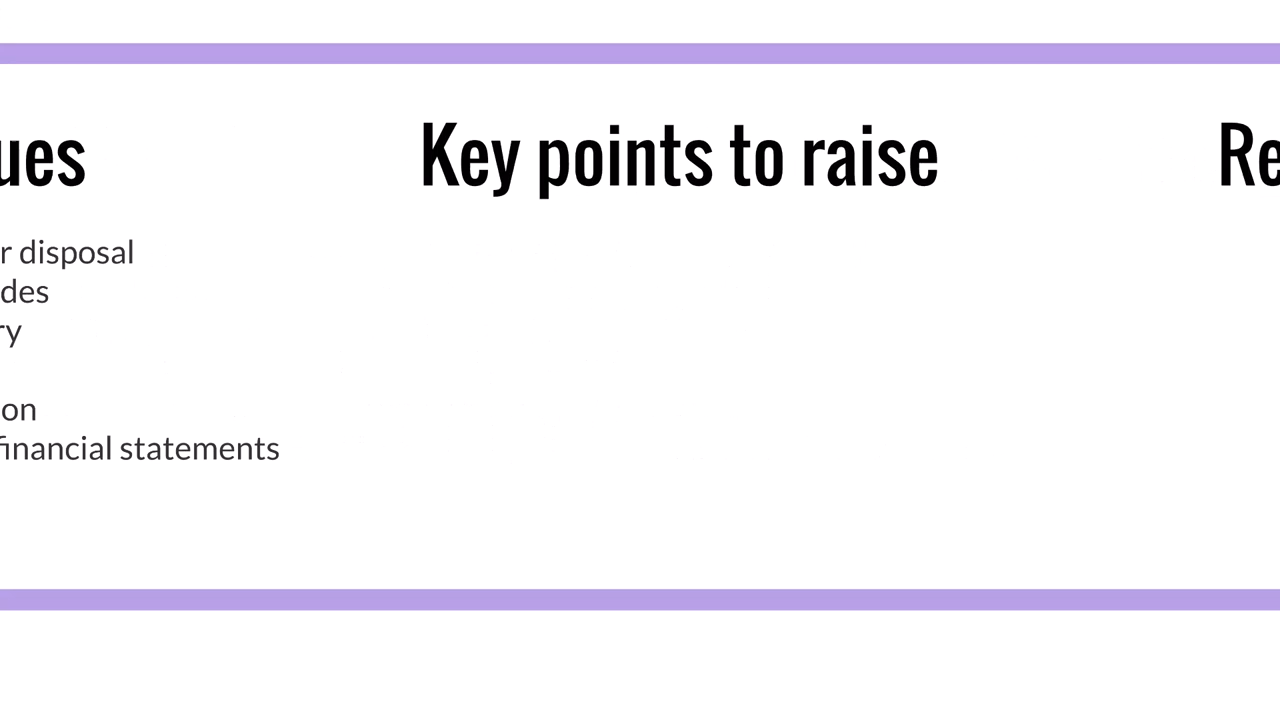 ues
Key points to raise
Re
r disposal
des
ry
on
financial statements